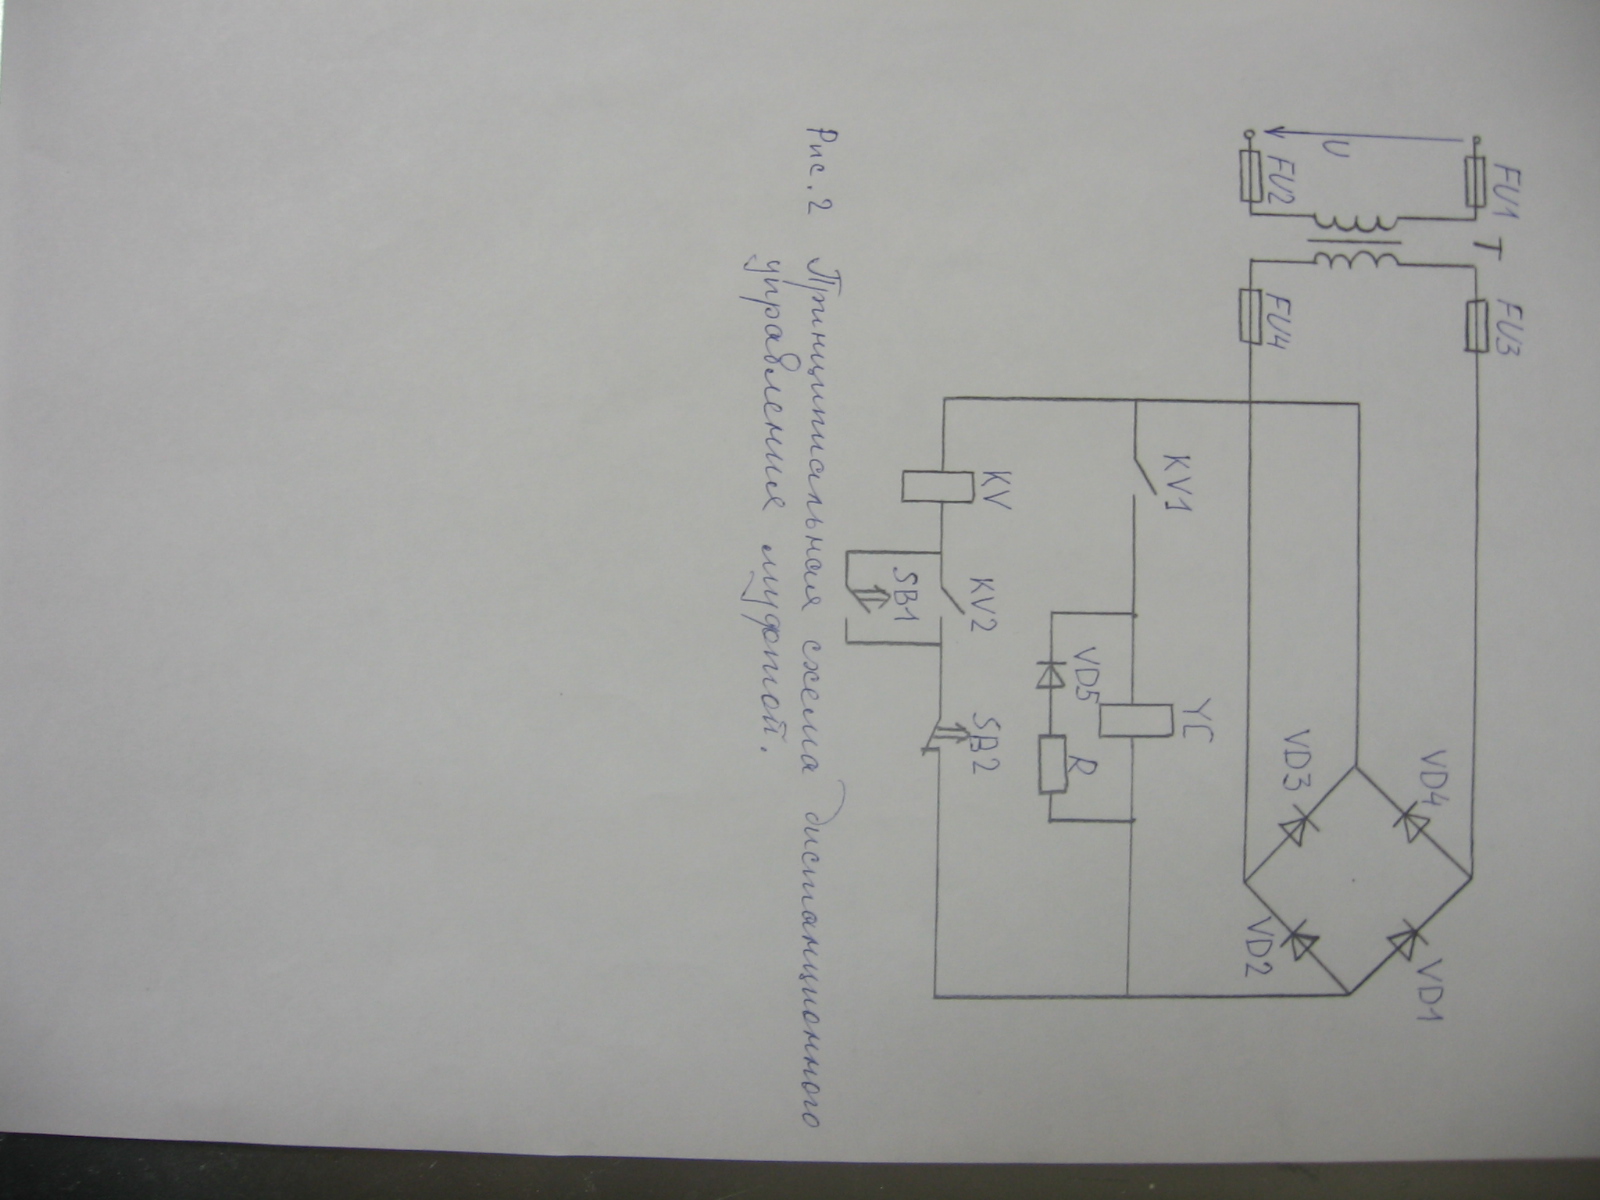 FU1
T
FU3
VD4
VD1
U
FU2
FU4
VD3
VD2
YC
KV1
VD5
R
KV
KV2
SB2
SB1
Рис. 2 Принципиальная схема дистанционного
управления муфтой.